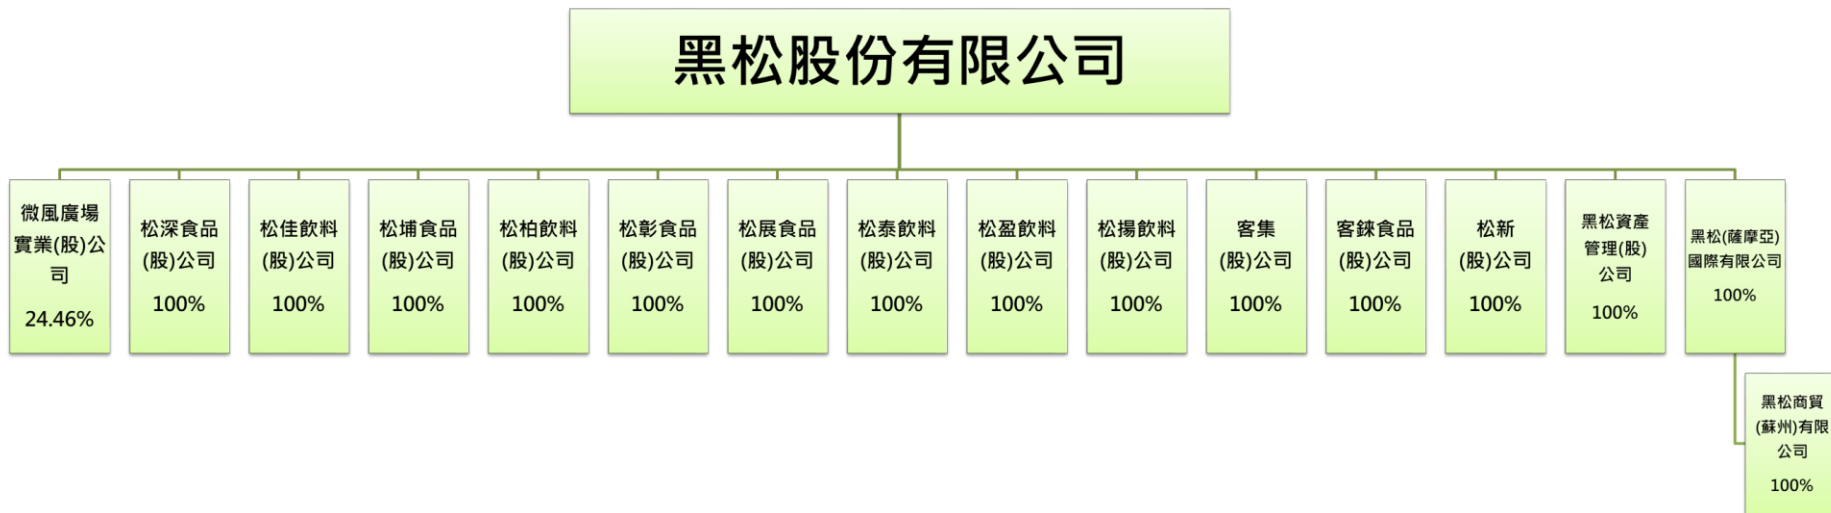 黑松股份有限公司
微風廣場
實業(股)公
司
24.46%
松深食品
(股)公司
100%
松佳飲料
(股)公司
100%
松埔食品
(股)公司
100%
松柏飲料
(股)公司
100%
松彰食品
(股)公司
100%
松展食品
(股)公司
100%
松泰飲料
(股)公司
100%
松盈飲料
(股)公司
100%
松揚飲料
(股)公司
100%
客集
(股)公司
100%
客錸食品
(股)公司
100%
松新
(股)公司
100%
黑松資產
管理(股)
公司
100%
黑松(薩摩亞)
國際有限公司
100%
黑松商貿
(蘇州)有限
公司
100%